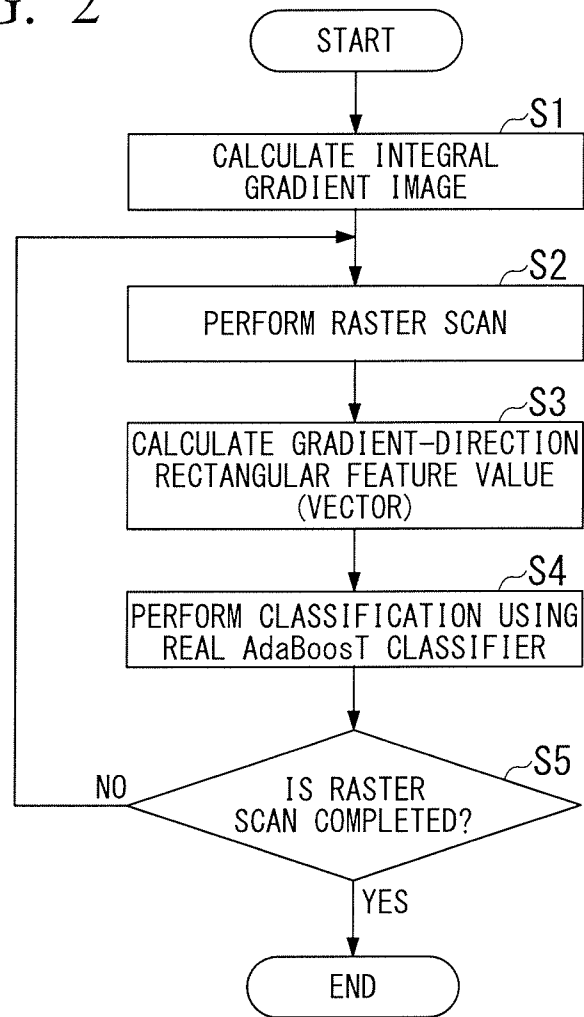 G. 2
START
S1
CALCULATE INTEGRAL
GRADIENT IMAGE
S2
PERFORM RASTER SCAN
S3
CALCULATE GRADIENT-DIRECTION
RECTANGULAR FEATURE VALUE
(VECTOR)
S4
PERFORM CLASSIFICATION USING
REAL AdaBoosT CLASSIFIER
S5
IS RASTER
SCAN COMPLETED?
NO
YES
END